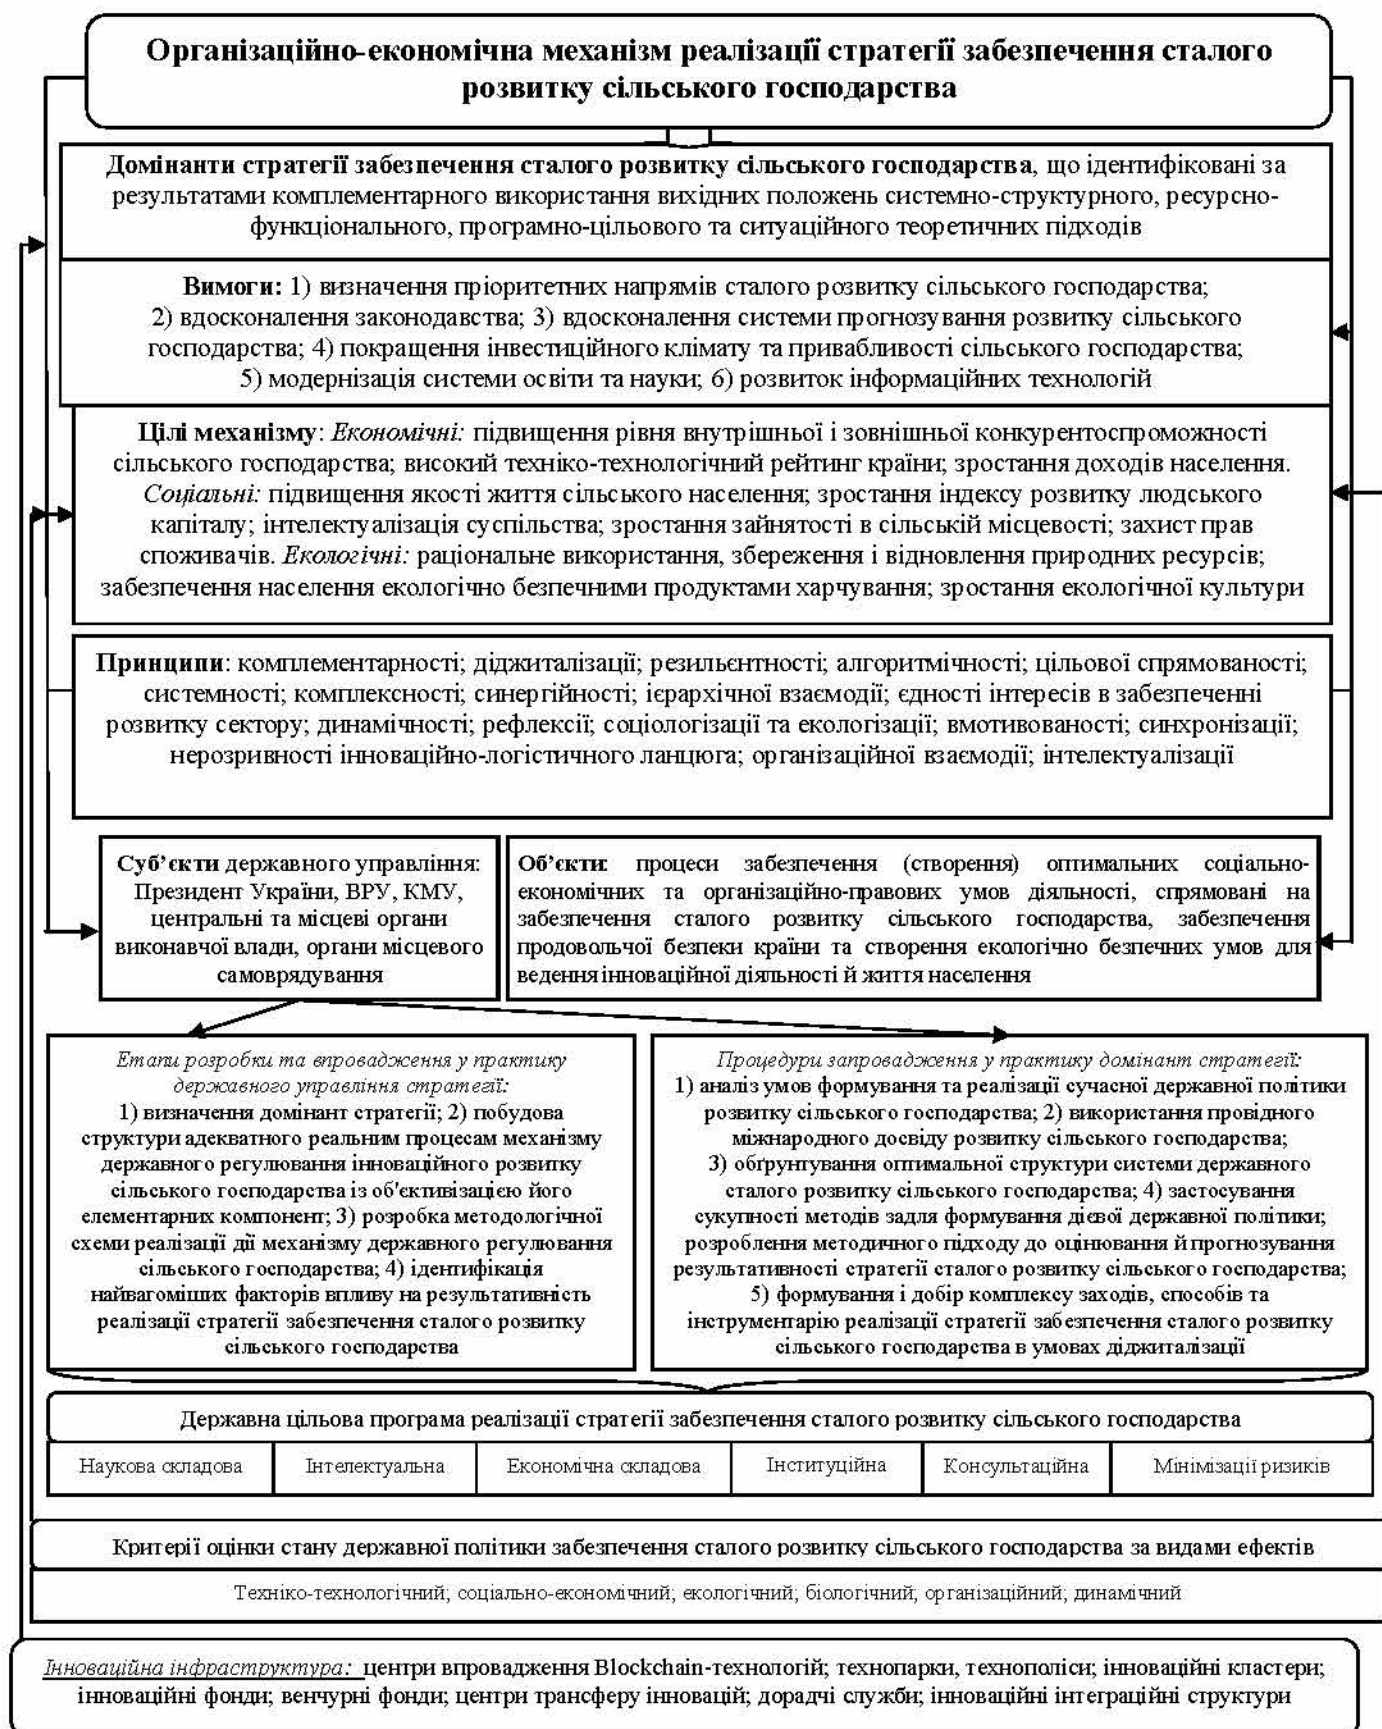 Організаційно-економічна механізм реалізації стратегії забезпечення сталого
розвитку сільського господарства
Домінанти стратегії забезпечення сталого розвитку сільського господарства, що ідентифіковані за
результатами комплементарного використання вихідних положень системно-структурного, ресурсно-
функціонального, програмно-цільового та ситуаційного теоретичних підходів
Вимоги: 1) визначення пріоритетних напрямів сталого розвитку сільського господарства;
2) вдосконалення законодавства; 3) вдосконалення системи прогнозування розвитку сільського
господарства; 4) покращення інвестиційного клімату та привабливості сільського господарства;
5) модернізація системи освіти та науки; 6) розвиток інформаційних технологій
Цілі механізму: Економічні: підвищення рівня внутрішньої і зовнішньої конкурентоспроможності
сільського господарства; високий техніко-технологічний рейтинг країни; зростання доходів населення.
Соціальні: підвищення якості життя сільського населення; зростання індексу розвитку людського
капіталу; інтелектуалізація суспільства; зростання зайнятості в сільській місцевості; захист прав
споживачів. Екологічні: раціональне використання, збереження і відновлення природних ресурсів;
забезпечення населення екологічно безпечними продуктами харчування; зростання екологічної культури
Принципи: комплементарності; діджиталізації; резильєнтності; алгоритмічності; цільової спрямованості;
системності; комплексності; синергійності; ієрархічної взаємодії; єдності інтересів в забезпеченні
розвитку сектору; динамічності; рефлексії; соціологізації та екологізації; вмотивованості; синхронізації;
нерозривності інноваційно-логістичного ланцюга; організаційної взаємодії; інтелектуалізації
Суб’єкти державного управління:
Президент України, ВРУ, КМУ,
центральні та місцеві органи
виконавчої влади, органи місцевого
самоврядування
Об’єкти: процеси забезпечення (створення) оптимальних соціально-
економічних та організаційно-правових умов діяльності, спрямовані на
забезпечення сталого розвитку сільського господарства, забезпечення
продовольчої безпеки країни та створення екологічно безпечних умов для
ведення інноваційної діяльності й життя населення
Етапи розробки та впровадження у практику
державного управління стратегії:
1) визначення домінант стратегії; 2) побудова
структури адекватного реальним процесам механізму
державного регулювання інноваційного розвитку
сільського господарства із об'єктивізацією його
елементарних компонент; 3) розробка методологічної
схеми реалізації дії механізму державного регулювання
сільського господарства; 4) ідентифікація
найвагоміших факторів впливу на результативність
реалізації стратегії забезпечення сталого розвитку
сільського господарства
Процедури запровадження у практику домінант стратегії:
1) аналіз умов формування та реалізації сучасної державної політики
розвитку сільського господарства; 2) використання провідного
міжнародного досвіду розвитку сільського господарства;
3) обґрунтування оптимальної структури системи державного
сталого розвитку сільського господарства; 4) застосування
сукупності методів задля формування дієвої державної політики;
розроблення методичного підходу до оцінювання й прогнозування
результативності стратегії сталого розвитку сільського господарства;
5) формування і добір комплексу заходів, способів та
інструментарію реалізації стратегії забезпечення сталого розвитку
сільського господарства в умовах діджиталізації
Державна цільова програма реалізації стратегії забезпечення сталого розвитку сільського господарства
Наукова складова
Інтелектуальна
Економічна складова
Інституційна
Консультаційна
Мінімізації ризиків
Критерії оцінки стану державної політики забезпечення сталого розвитку сільського господарства за видами ефектів
Техніко-технологічний; соціально-економічний; екологічний; біологічний; організаційний; динамічний
Інноваційна інфраструктура: центри впровадження Blockchain-технологій; технопарки, технополіси; інноваційні кластери;
інноваційні фонди; венчурні фонди; центри трансферу інновацій; дорадчі служби; інноваційні інтеграційні структури